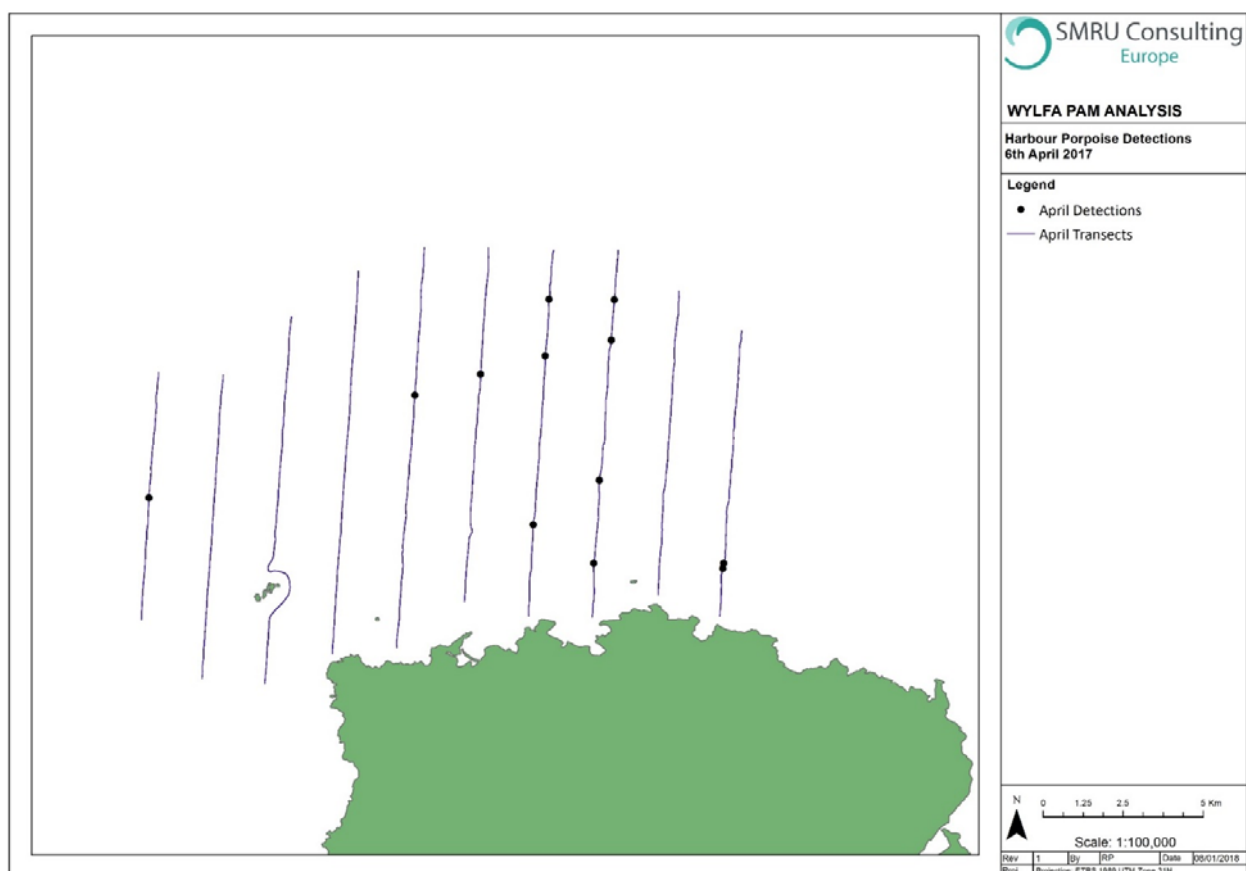 SMRU Consulting
Europe
WYLFA PAM ANALYSIS
Harbour Porpoise Detections
6th April 2017
Legend
April Detections
April Transects
N
0 1.25 2.5 5 Km
Scale: 1:100,000
Rev 1 By RP Date 08/01/2018